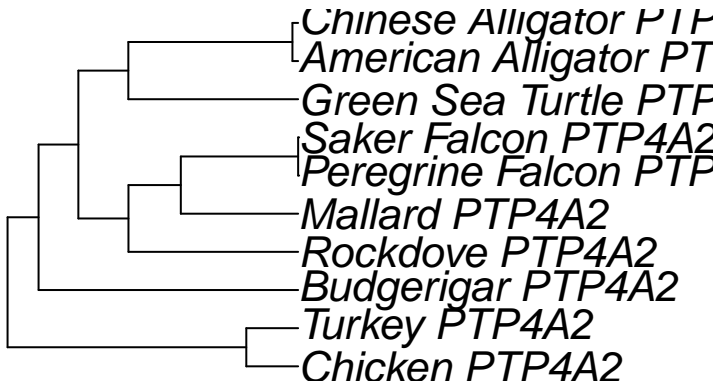 Chinese Alligator PTP
American Alligator PT
Green Sea Turtle PTP
Saker Falcon PTP4A2
Peregrine Falcon PTP
Mallard PTP4A2
Rockdove PTP4A2
Budgerigar PTP4A2
Turkey PTP4A2
Chicken PTP4A2